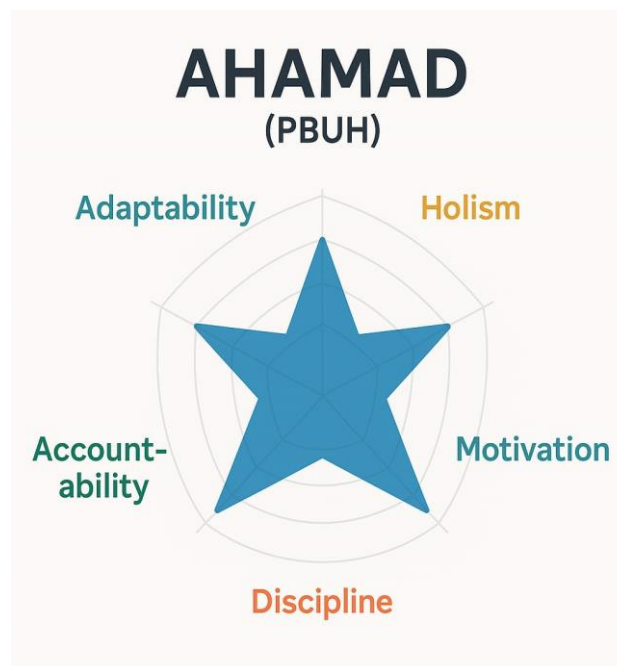 AHAMAD
(PBUH)
Adaptability
Holism
Account-
ability
Motivation
Discipline